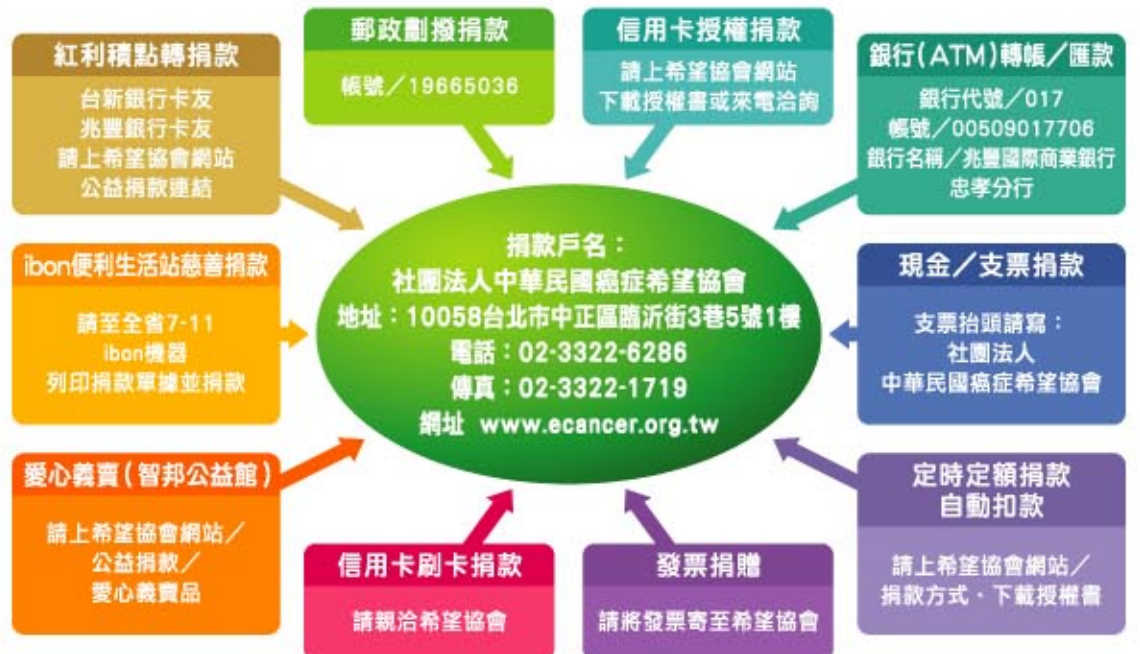 紅利積點轉捐款
台新銀行卡友
兆豐銀行卡友
請上希望協會網站
公益捐款連結
郵政劃撥捐款
帳號／19665036
信用卡授權捐款
請上希望協會網站
下載授權書或來電洽詢
銀行(ATM)轉帳／匯款
銀行代號／017
帳號／00509017706
銀行名稱／兆豐國際商業銀行
忠孝分行
ibon便利生活站慈善捐款
請至全省7-11
ibon機器
列印捐款單據並捐款
捐款戶名：
社團法人中華民國癌症希望協會
地址：10058台北市中正區臨沂街3巷5號1樓
電話：02-3322-6286
傳真：02-3322-1719
網址 www.ecancer.org.tw
現金／支票捐款
支票抬頭請寫：
社團法人
中華民國癌症希望協會
愛心義賣(智邦公益館)
請上希望協會網站／
公益捐款／
愛心義賣品
信用卡刷卡捐款
請親洽希望協會
發票捐贈
請將發票寄至希望協會
定時定額捐款
自動扣款
請上希望協會網站／
捐款方式．下載授權書